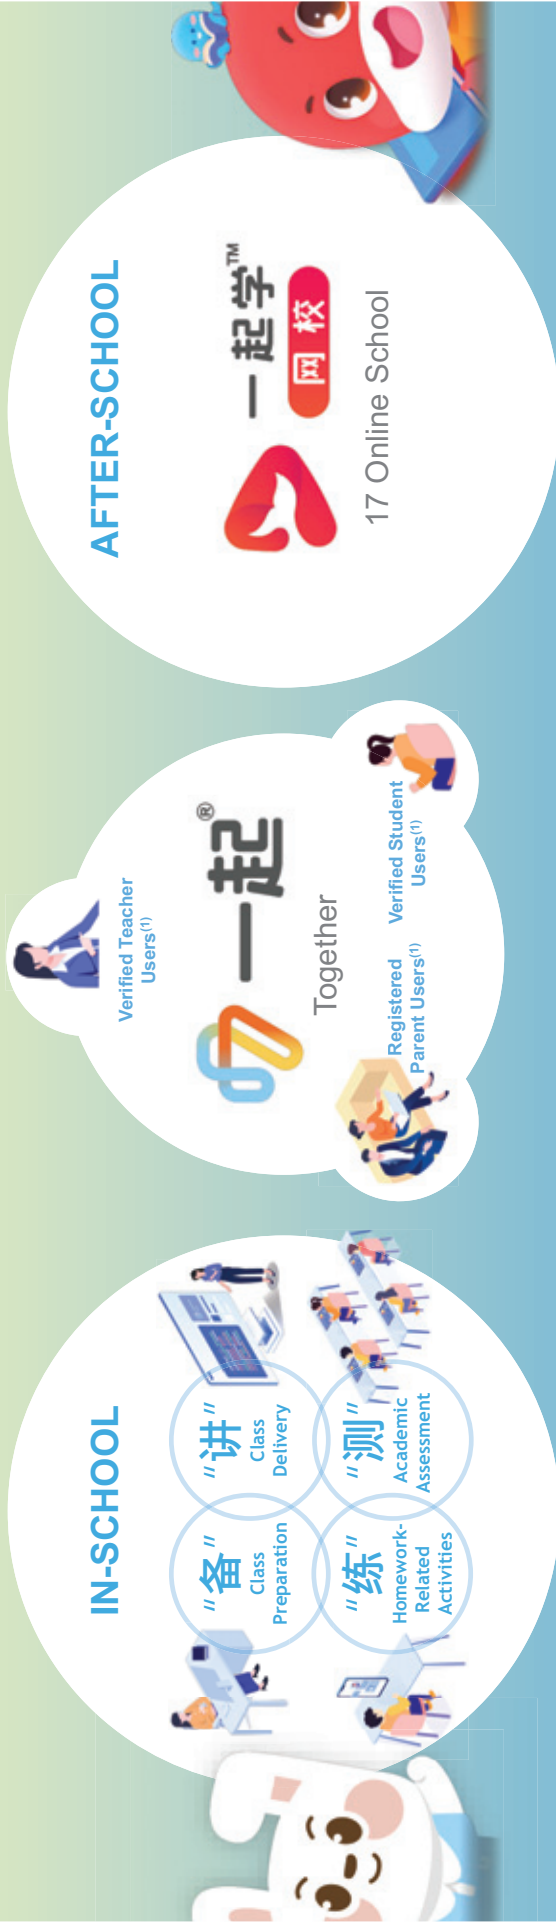 IN-SCHOOL
“备”
Class
Preparation
“讲”
Class
Delivery
“练”
Homework-
Related
Activities
“测”
Academic
Assessment
Verified Teacher
Users(1)
一起®
Together
Registered
Parent Users(1)
Verified Student
Users(1)
AFTER-SCHOOL
一起学™
网校
17 Online School